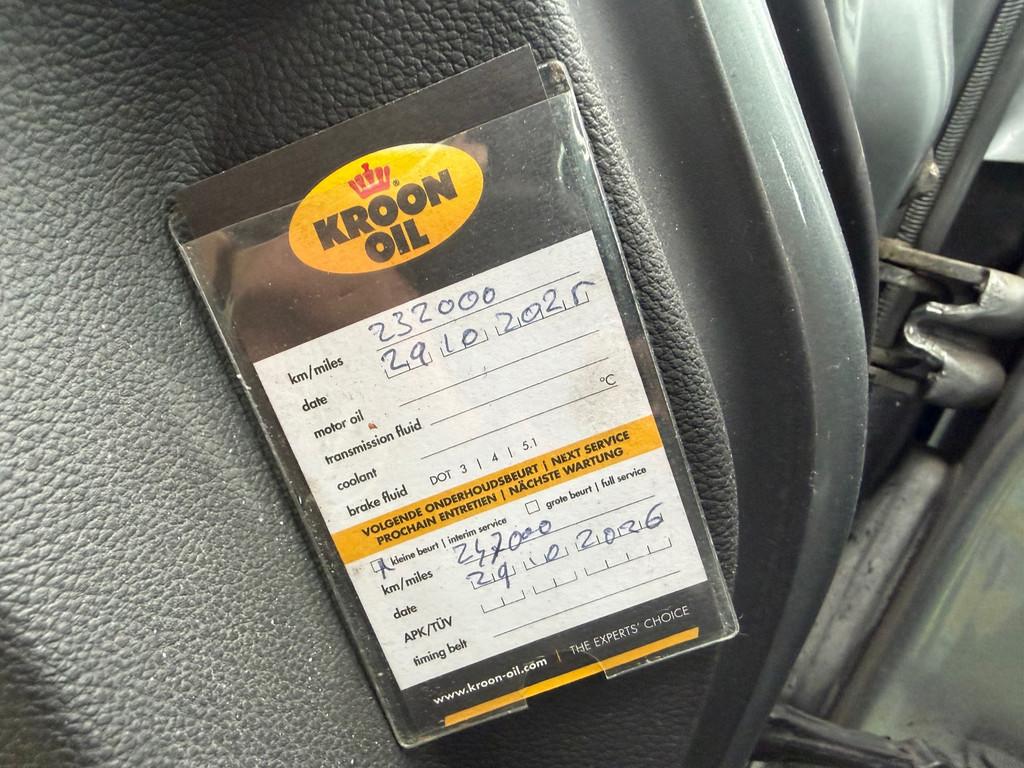 KROON
OIL
km/miles 232000
date 29 10 2025
motor oil
transmission fluid
coolant °C
brake fluid DOT 3 | 4 | 5.1
VOLGENDE ONDERHOUDSBEURT | NEXT SERVICE
PROCHAIN ENTRETIEN | NÄCHSTE WARTUNG
kleine beurt | interim service grote beurt | full service
km/miles 247000
date 29 10 2026
APK/TÜV
timing belt
www.kroon-oil.com | THE EXPERTS' CHOICE